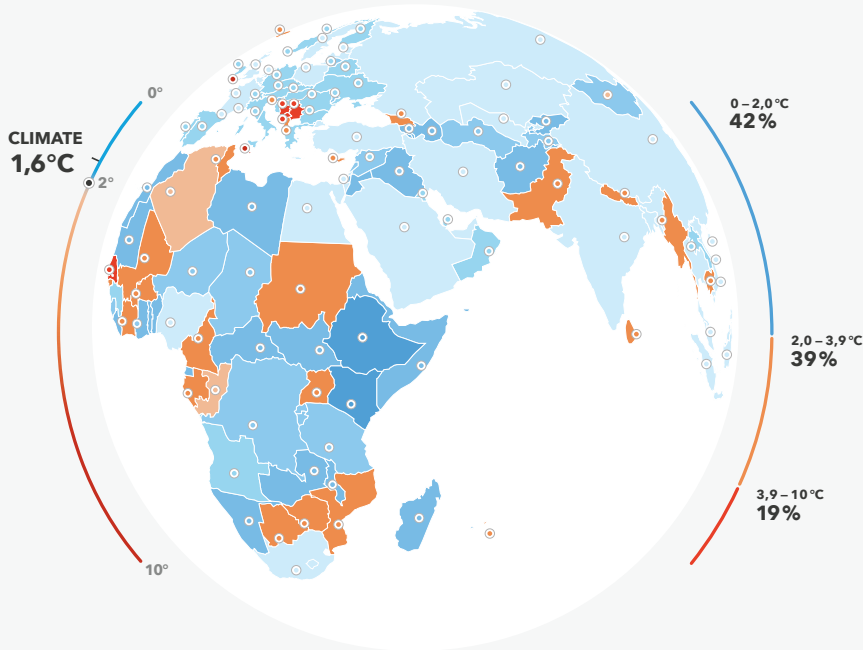 0°
CLIMATE
1,6°C
2°
10°
0 – 2,0 °C
42%
2,0 – 3,9 °C
39%
3,9 – 10 °C
19%